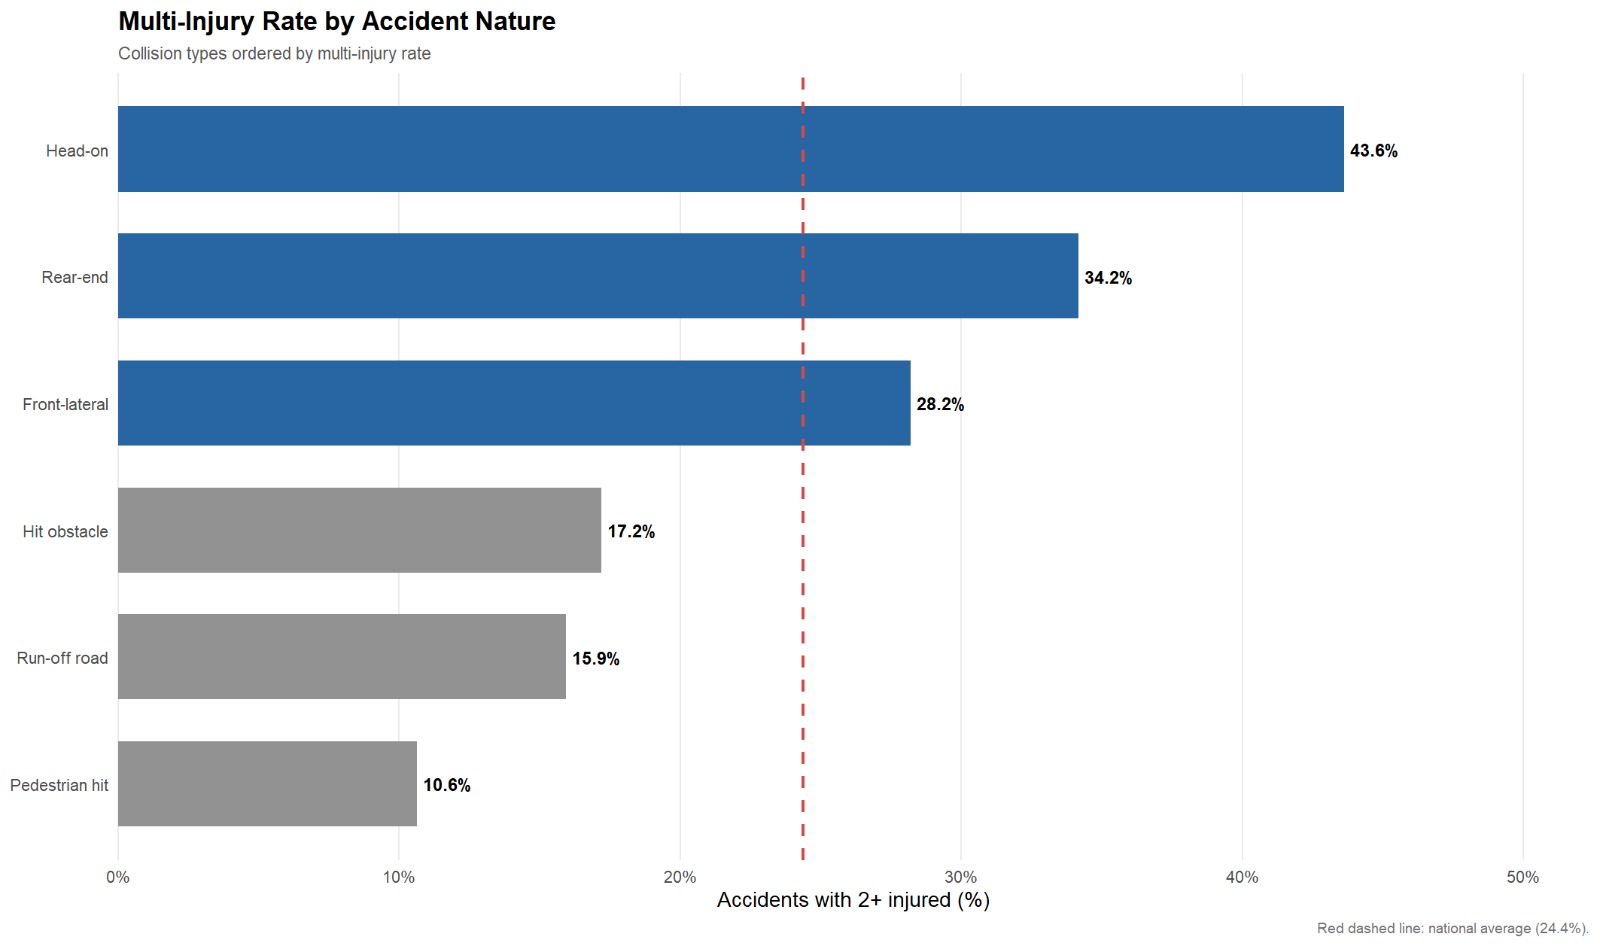 Multi-Injury Rate by Accident Nature
Collision types ordered by multi-injury rate
Head-on
43.6%
Rear-end
34.2%
Front-lateral
28.2%
Hit obstacle
17.2%
Run-off road
15.9%
Pedestrian hit
10.6%
0%
10%
20%
30%
40%
50%
Accidents with 2+ injured (%)
Red dashed line: national average (24.4%).